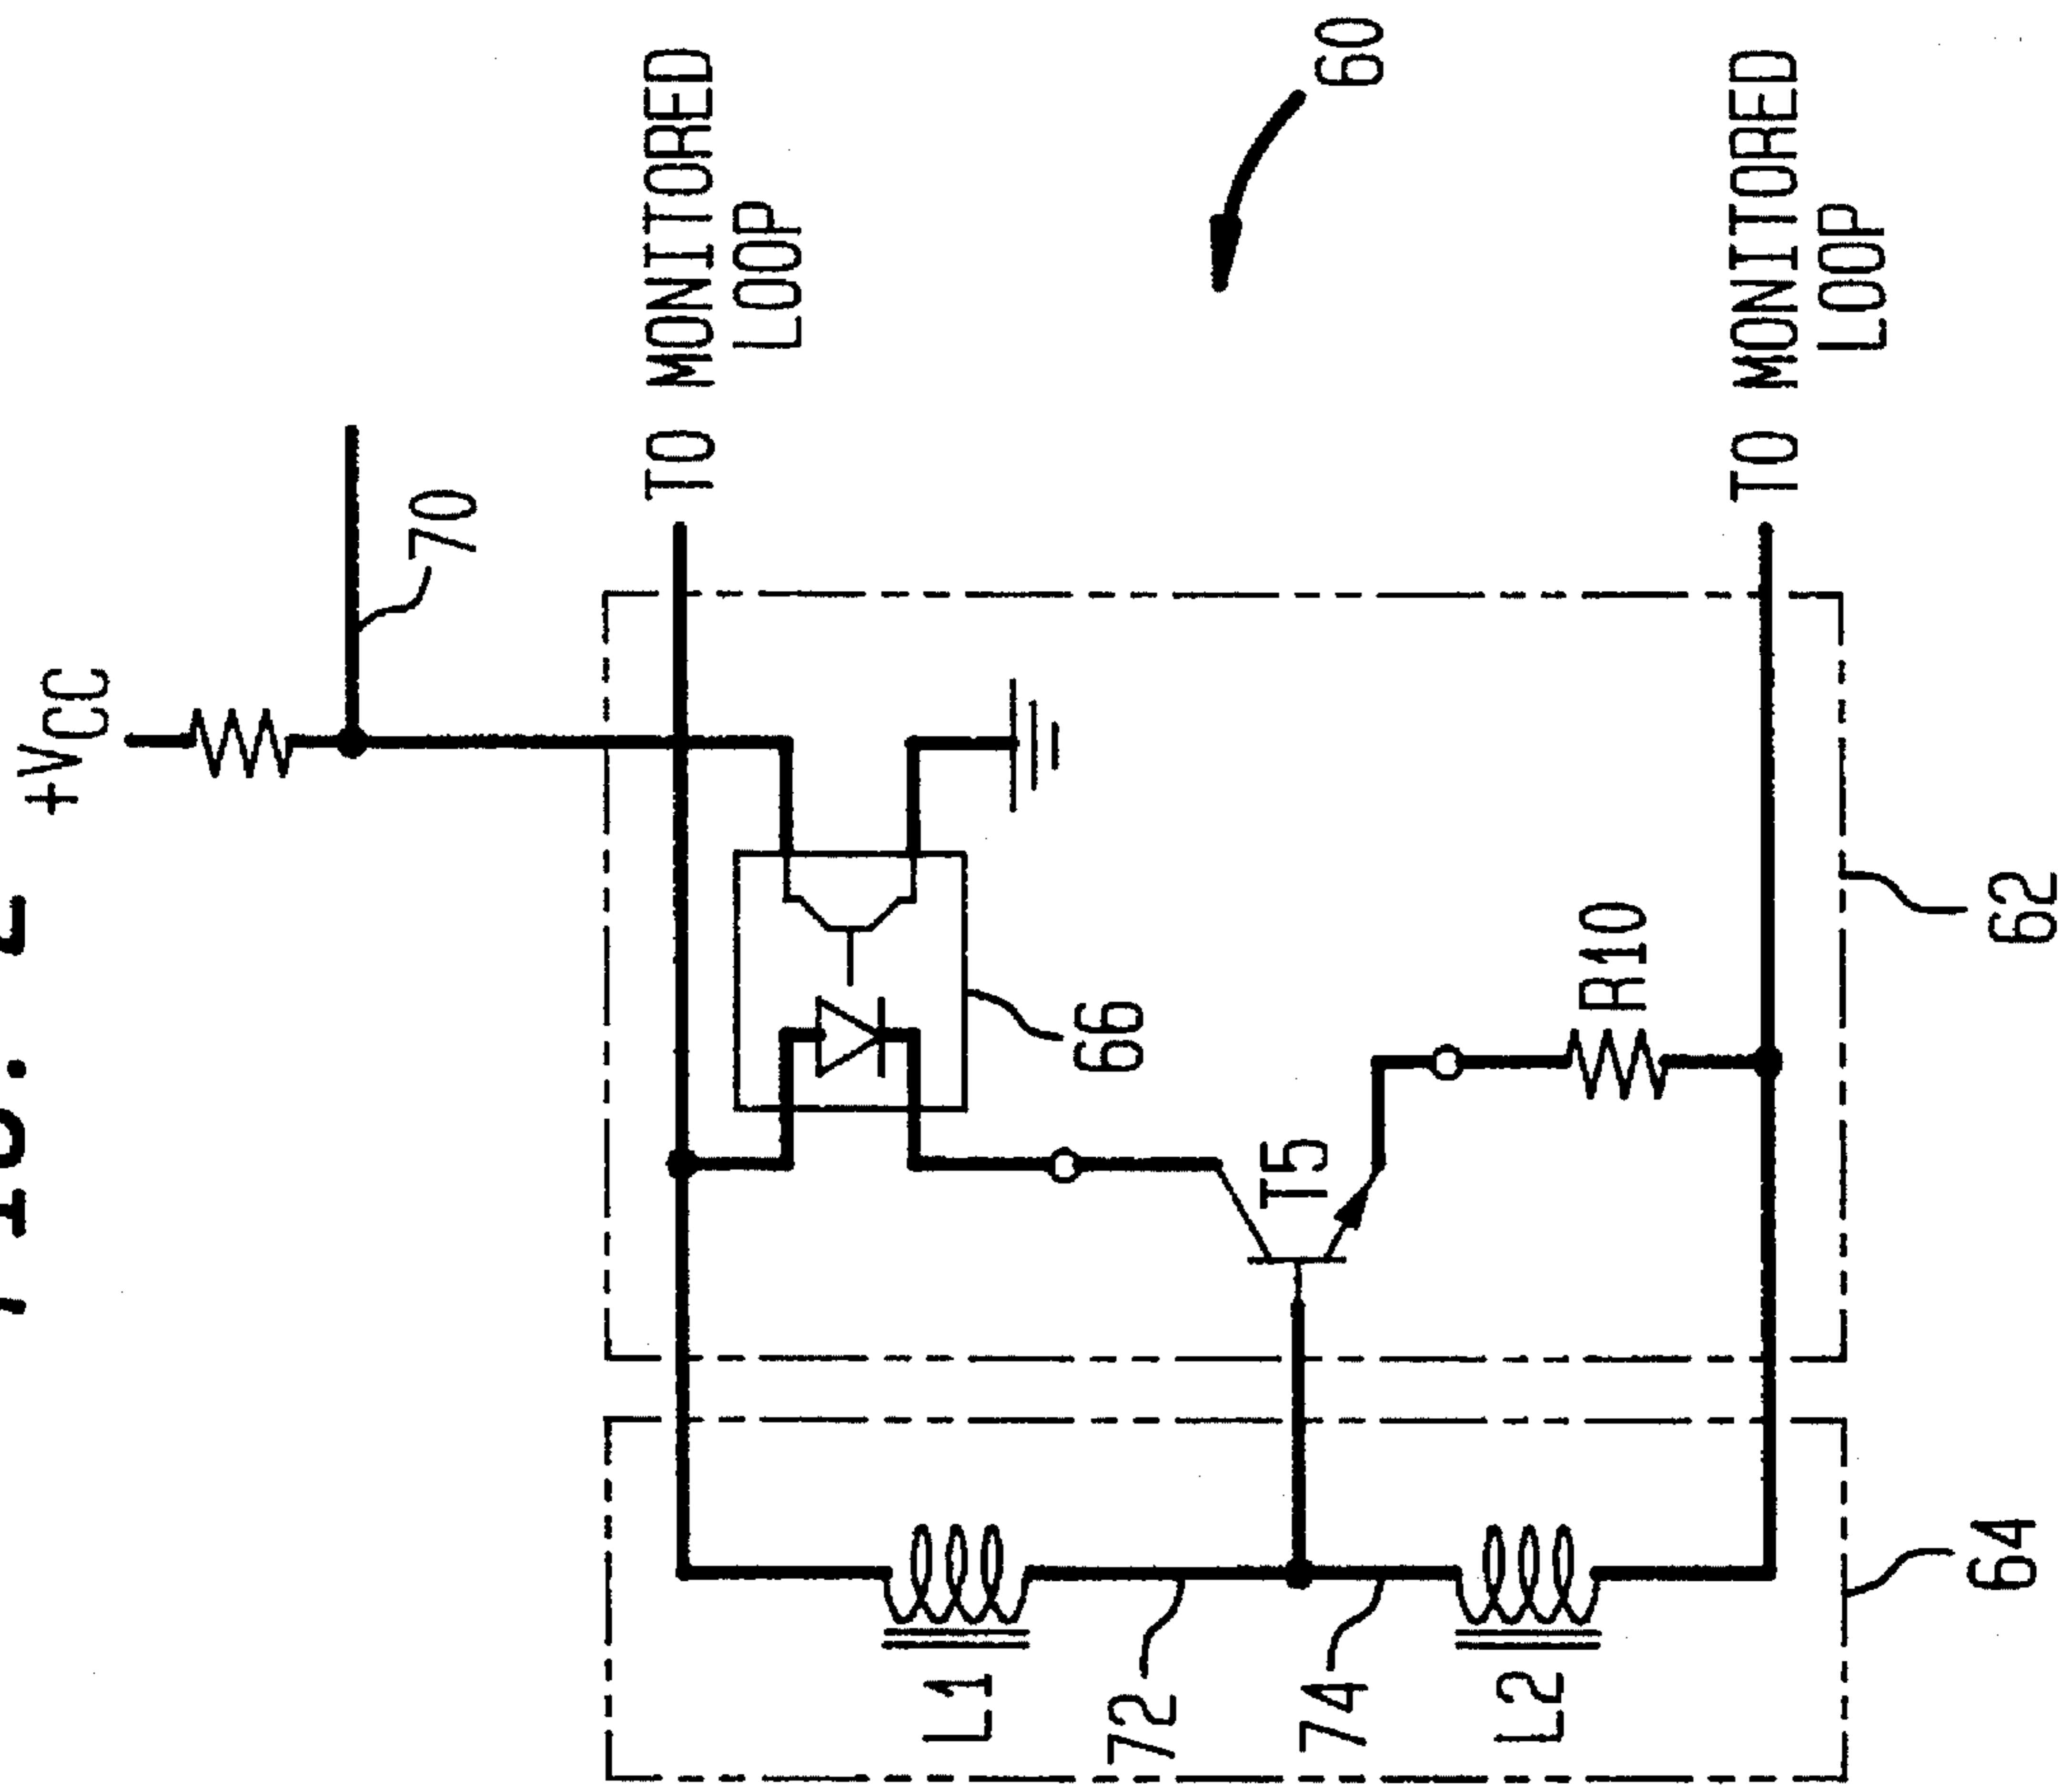 +VCC
70
TO MONITORED
LOOP
60
66
T5
R10
TO MONITORED
LOOP
62
L1
72
74
L2
64